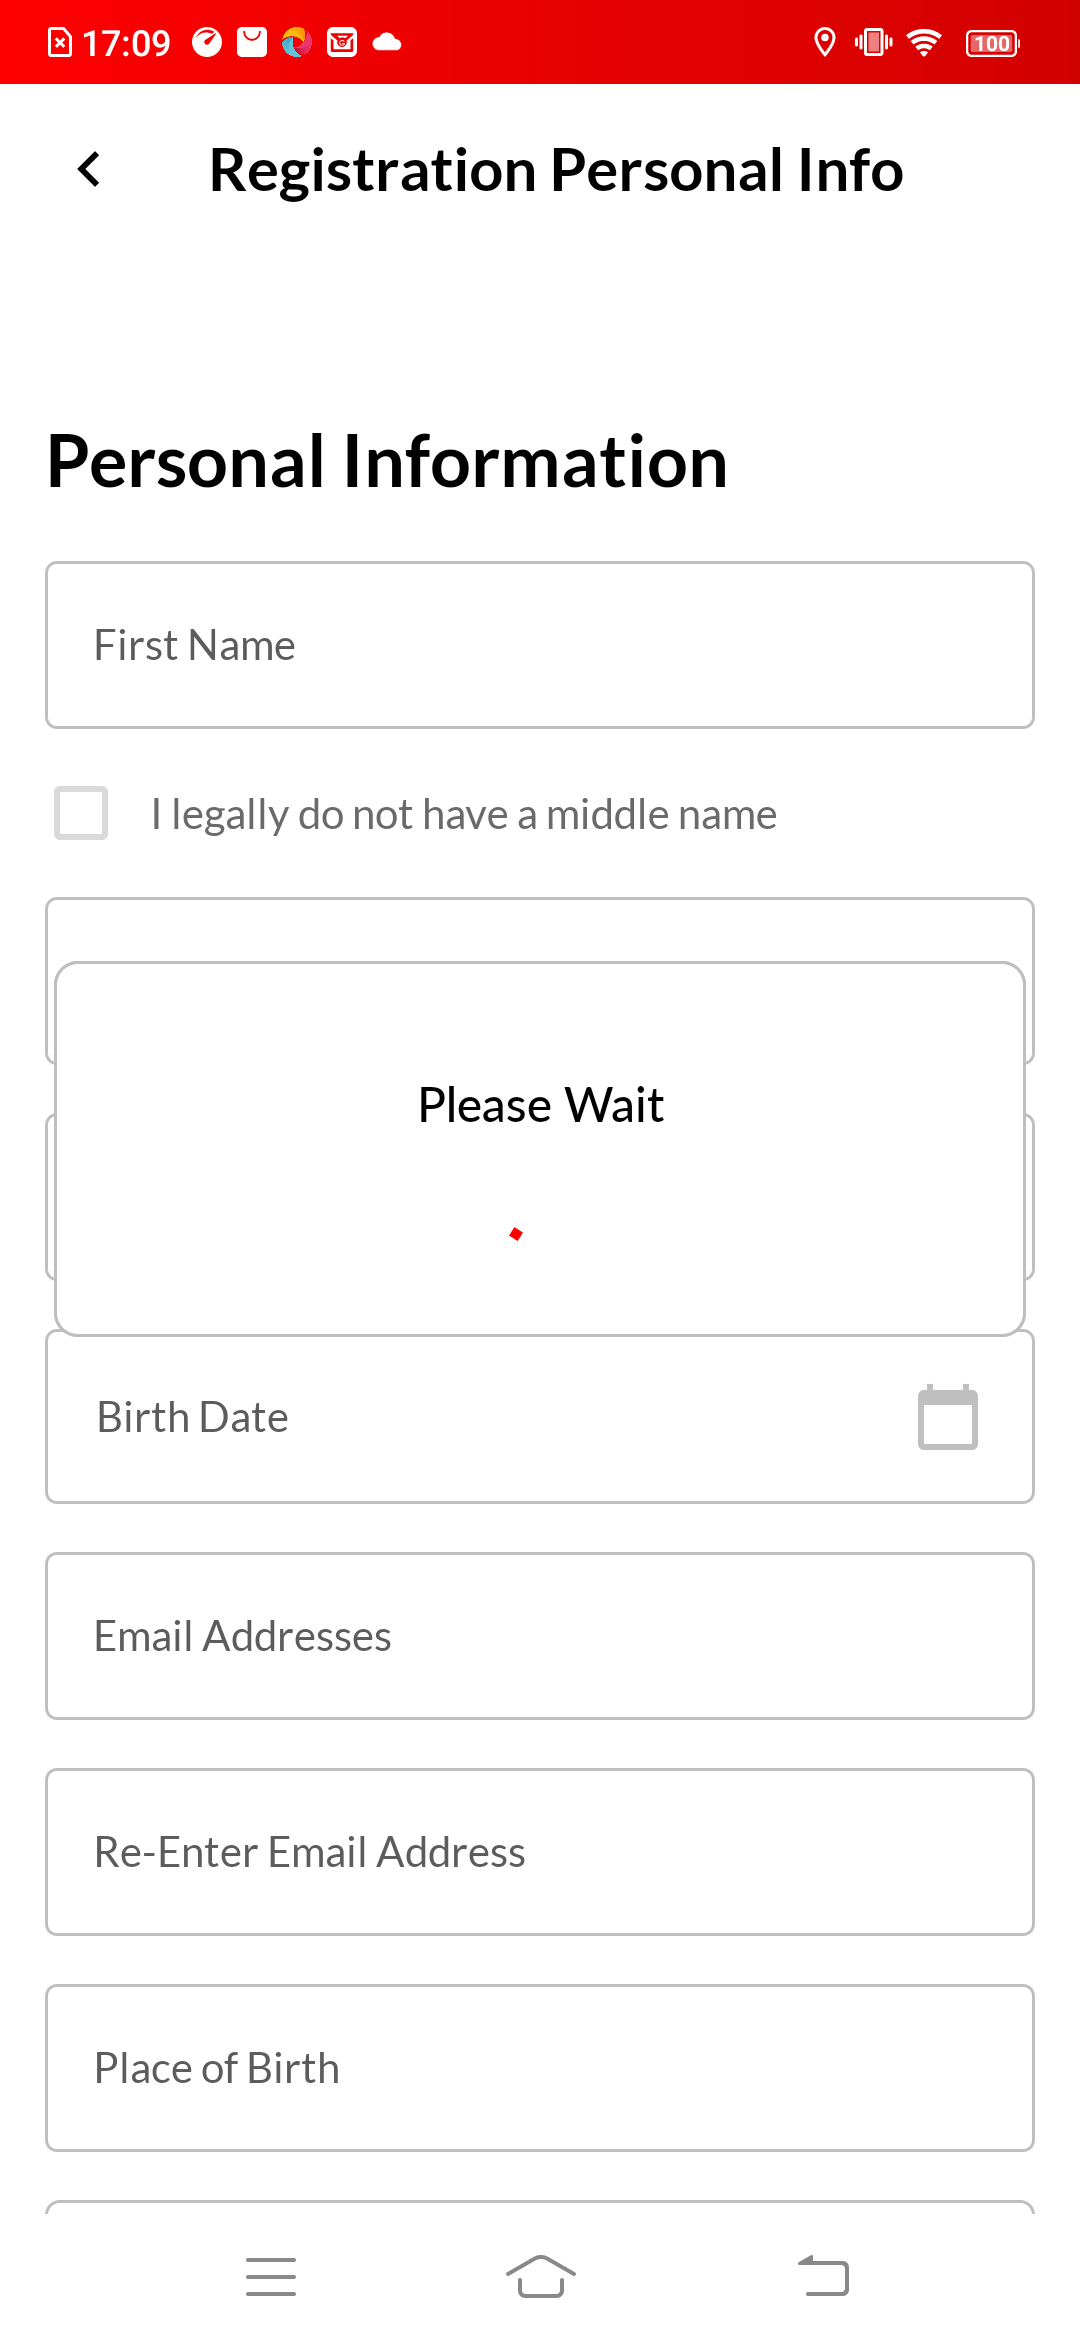 17:09
100
Registration Personal Info
Personal Information
First Name
I legally do not have a middle name
Please Wait
Birth Date
Email Addresses
Re-Enter Email Address
Place of Birth